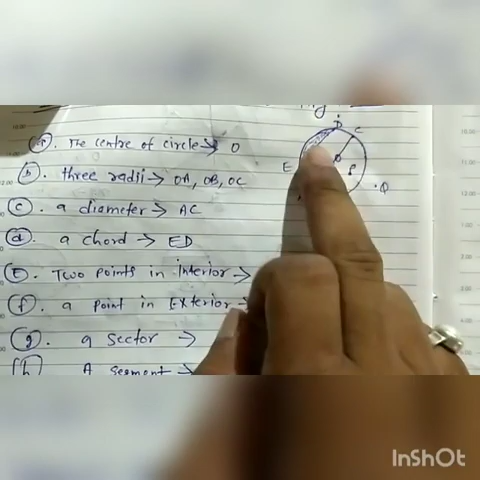 (a). The centre of circle → O
(b). three radii → OA, OB, OC
(c). a diameter → AC
(d). a chord → ED
(E). Two points in interior →
(f). a point in Exterior →
(g). a sector →
(h) A segment →
D
C
E
O
P
Q
InShOt